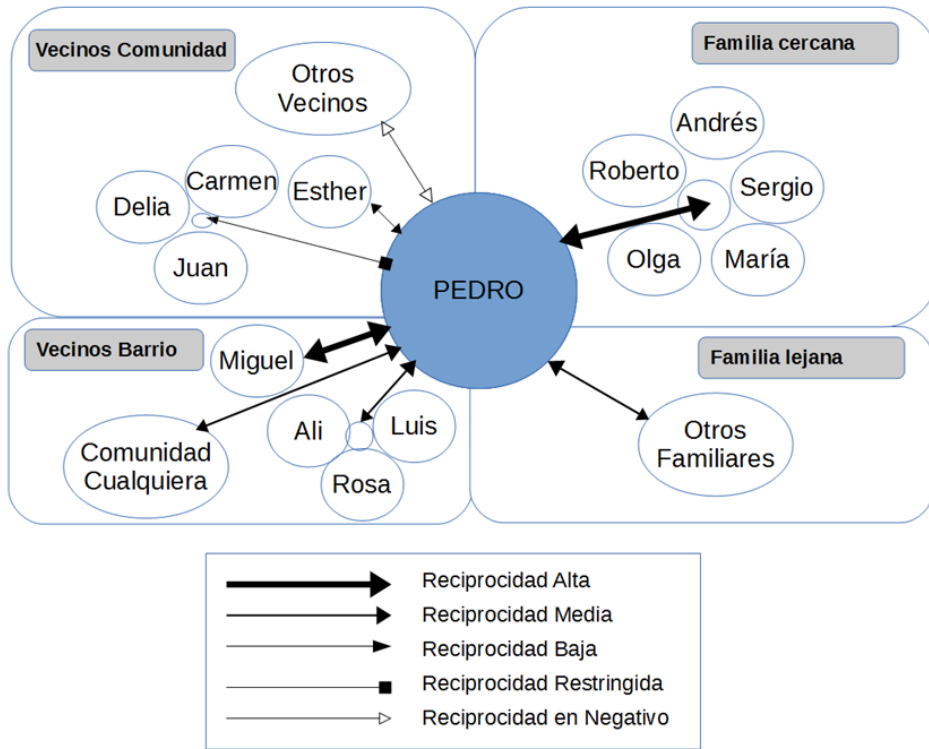 Vecinos Comunidad
Otros
Vecinos
Carmen
Esther
Delia
Juan
Familia cercana
Andrés
Roberto
Sergio
Olga
María
PEDRO
Vecinos Barrio
Miguel
Comunidad
Cualquiera
Ali
Luis
Rosa
Familia lejana
Otros
Familiares
Reciprocidad Alta
Reciprocidad Media
Reciprocidad Baja
Reciprocidad Restringida
Reciprocidad en Negativo